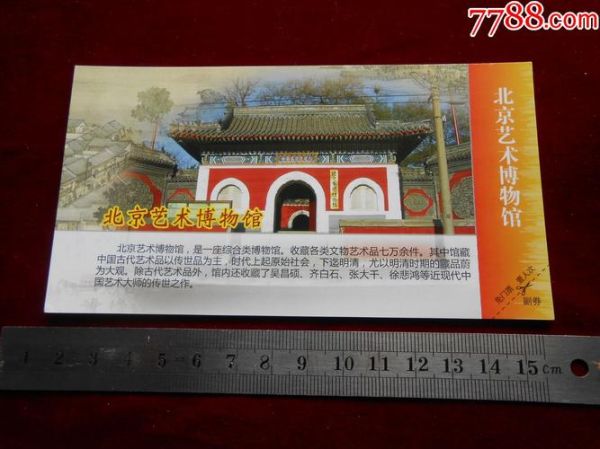 7788.com
北京艺术博物馆
北京艺术博物馆
北京艺术博物馆，是一座综合类博物馆。收藏各类文物艺术品七万余件。其中馆藏
中国古代艺术品以传世品为主，时代上起原始社会，下迄明清，尤以明清时期的藏品蔚
为大观。除古代艺术品外，馆内还收藏了吴昌硕、齐白石、张大千、徐悲鸿等近现代中
国艺术大师的传世之作。
副券
1 2 3 4 5 6 7 8 9 10 11 12 13 14 15 cm